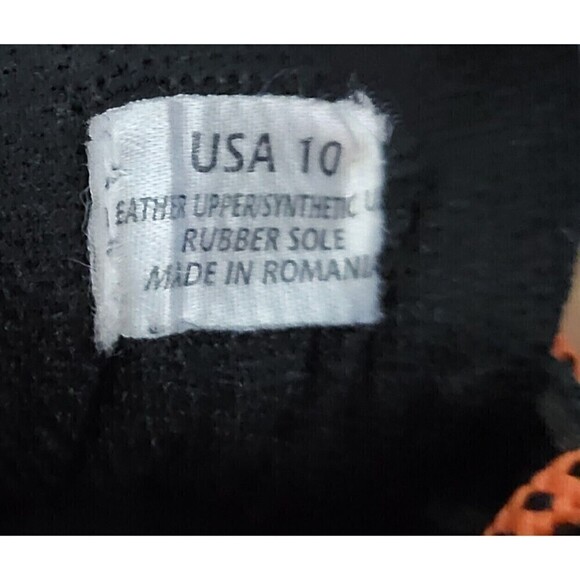 USA 10
EATHER UPPER/SYNTHETIC U
RUBBER SOLE
MADE IN ROMANIA